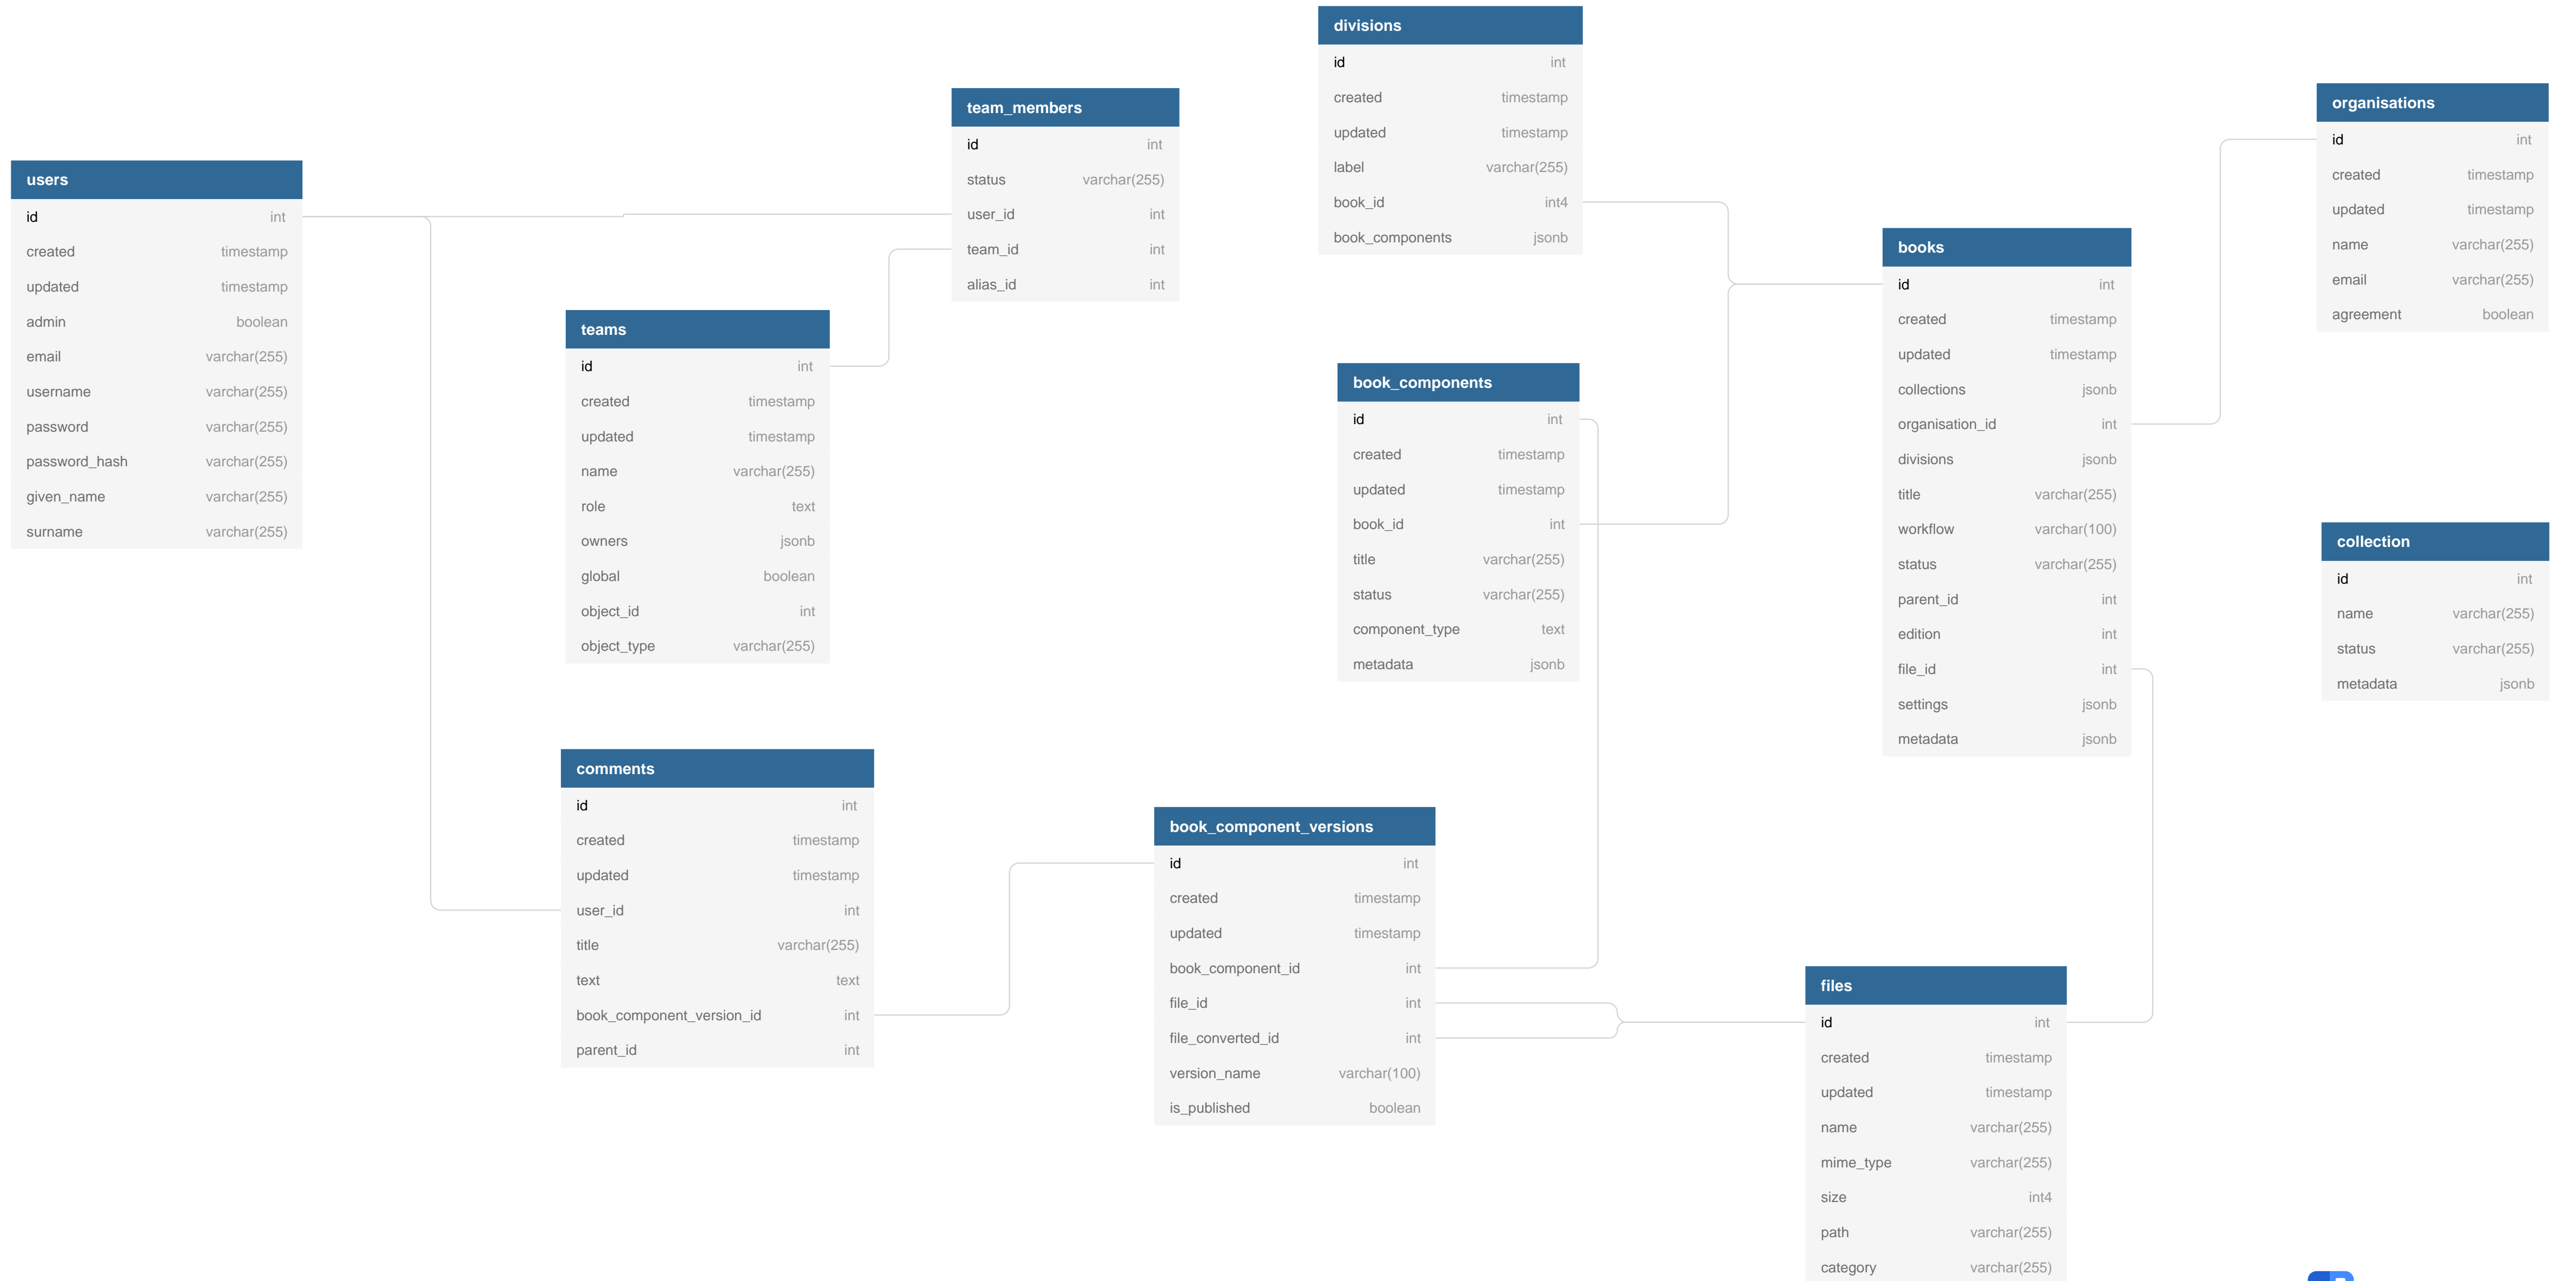 divisions
id int
created timestamp
updated timestamp
label varchar(255)
book_id int4
book_components jsonb
organisations
id int
created timestamp
updated timestamp
name varchar(255)
email varchar(255)
agreement boolean
team_members
id int
status varchar(255)
user_id int
team_id int
alias_id int
users
id int
created timestamp
updated timestamp
admin boolean
email varchar(255)
username varchar(255)
password varchar(255)
password_hash varchar(255)
given_name varchar(255)
surname varchar(255)
books
id int
created timestamp
updated timestamp
collections jsonb
organisation_id int
divisions jsonb
title varchar(255)
workflow varchar(100)
status varchar(255)
parent_id int
edition int
file_id int
settings jsonb
metadata jsonb
teams
id int
created timestamp
updated timestamp
name varchar(255)
role text
owners jsonb
global boolean
object_id int
object_type varchar(255)
book_components
id int
created timestamp
updated timestamp
book_id int
title varchar(255)
status varchar(255)
component_type text
metadata jsonb
collection
id int
name varchar(255)
status varchar(255)
metadata jsonb
comments
id int
created timestamp
updated timestamp
user_id int
title varchar(255)
text text
book_component_version_id int
parent_id int
book_component_versions
id int
created timestamp
updated timestamp
book_component_id int
file_id int
file_converted_id int
version_name varchar(100)
is_published boolean
files
id int
created timestamp
updated timestamp
name varchar(255)
mime_type varchar(255)
size int4
path varchar(255)
category varchar(255)